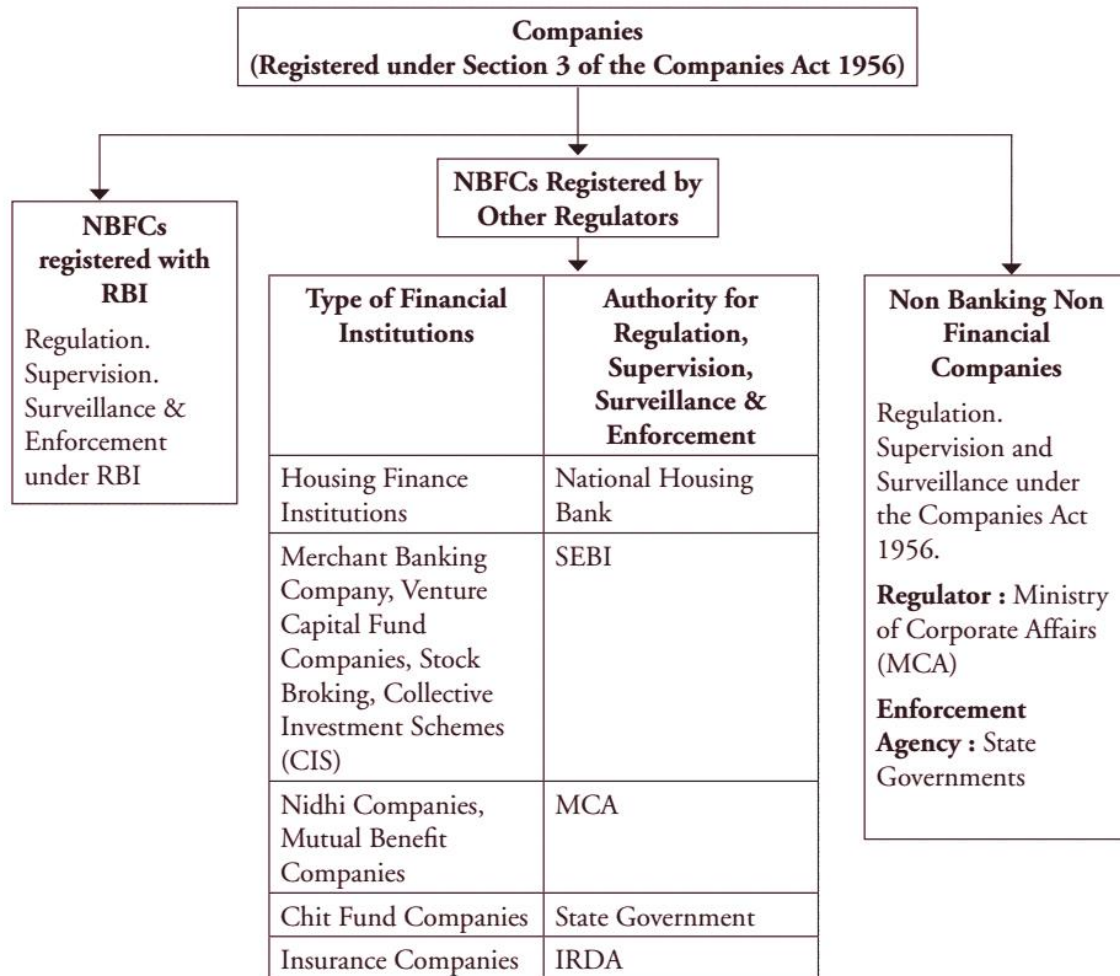 Companies
(Registered under Section 3 of the Companies Act 1956)
NBFCs
registered with
RBI
Regulation.
Supervision.
Surveillance &
Enforcement
under RBI
NBFCs Registered by
Other Regulators
Type of Financial
Institutions
Authority for
Regulation,
Supervision,
Surveillance &
Enforcement
Housing Finance
Institutions
National Housing
Bank
Merchant Banking
Company, Venture
Capital Fund
Companies, Stock
Broking, Collective
Investment Schemes
(CIS)
SEBI
Nidhi Companies,
Mutual Benefit
Companies
MCA
Chit Fund Companies
State Government
Insurance Companies
IRDA
Non Banking Non
Financial
Companies
Regulation.
Supervision and
Surveillance under
the Companies Act
1956.
Regulator : Ministry
of Corporate Affairs
(MCA)
Enforcement
Agency : State
Governments